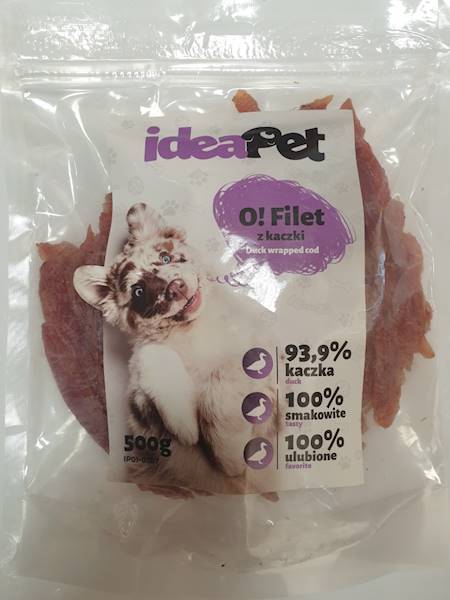 ideaPet
O! Filet
z kaczki
Duck wrapped cod
93,9%
kaczka
duck
100%
smakowite
tasty
100%
ulubione
favorite
500g